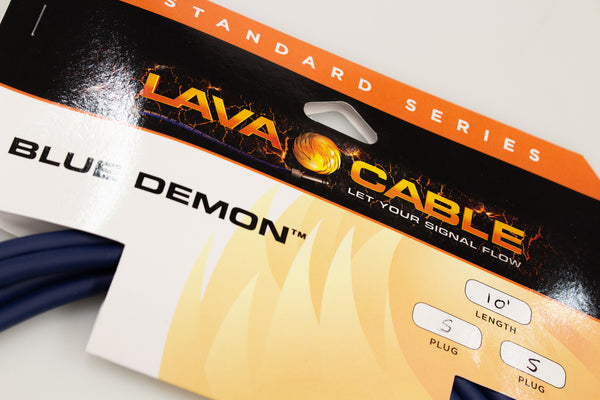 STANDARD SERIES
LAVA CABLE
LET YOUR SIGNAL FLOW
BLUE DEMON™
10'
LENGTH
S
PLUG
S
PLUG